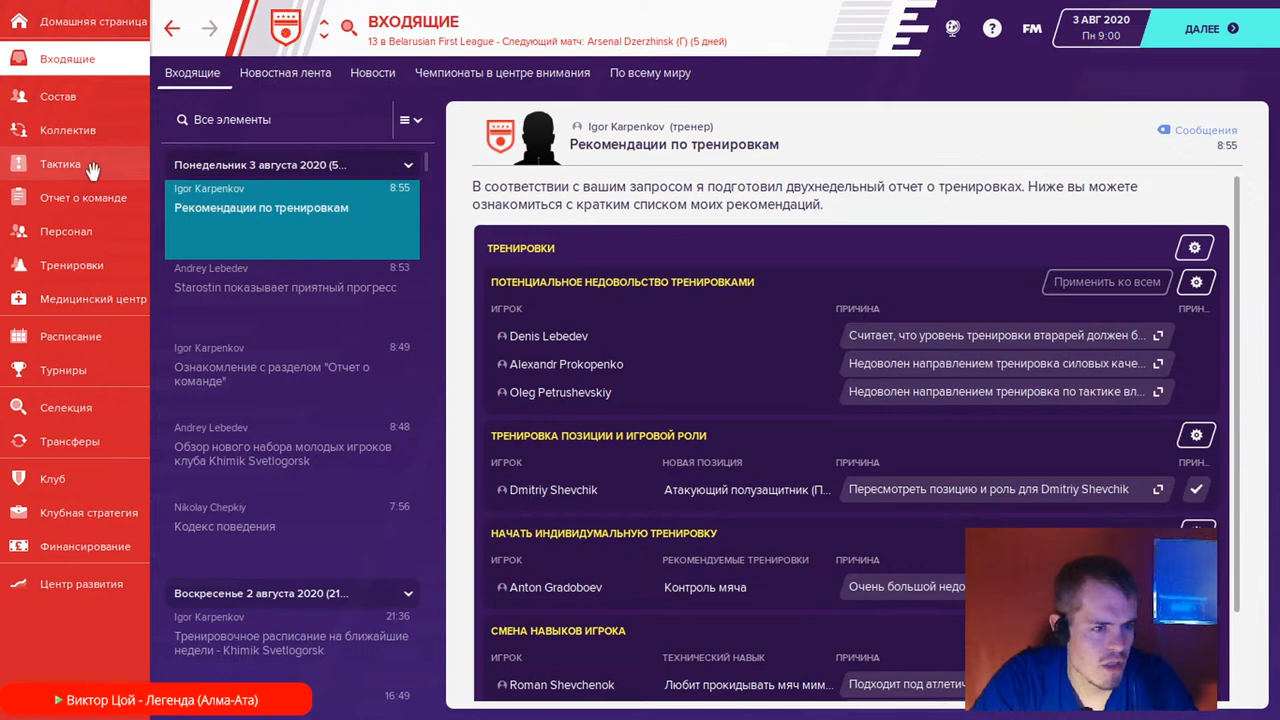 Домашняя страница
Входящие
Состав
Коллектив
Тактика
Отчет о команде
Персонал
Тренировки
Медицинский центр
Расписание
Турниры
Селекция
Трансферы
Клуб
Клубная стратегия
Финансирование
Центр развития
ВХОДЯЩИЕ
13 в Belarusian First League - Следующий матч: Arsenal Dzerzhinsk (Г) (5 дней)
?
FM
3 АВГ 2020
Пн 9:00
ДАЛЕЕ
Входящие
Новостная лента
Новости
Чемпионаты в центре внимания
По всему миру
Все элементы
Понедельник 3 августа 2020 (5...
Igor Karpenkov 8:55
Рекомендации по тренировкам
Andrey Lebedev 8:53
Starostin показывает приятный прогресс
Igor Karpenkov 8:49
Ознакомление с разделом "Отчет о
команде"
Andrey Lebedev 8:48
Обзор нового набора молодых игроков
клуба Khimik Svetlogorsk
Nikolay Chepkiy 7:56
Кодекс поведения
Воскресенье 2 августа 2020 (21...
Igor Karpenkov 21:36
Тренировочное расписание на ближайшие
недели - Khimik Svetlogorsk
16:49
Igor Karpenkov (тренер)
Рекомендации по тренировкам
Сообщения
8:55
В соответствии с вашим запросом я подготовил двухнедельный отчет о тренировках. Ниже вы можете
ознакомиться с кратким списком моих рекомендаций.
ТРЕНИРОВКИ
ПОТЕНЦИАЛЬНОЕ НЕДОВОЛЬСТВО ТРЕНИРОВКАМИ
Применить ко всем
ИГРОК ПРИЧИНА ПРИН...
Denis Lebedev Считает, что уровень тренировки втарарей должен б...
Alexandr Prokopenko Недоволен направлением тренировка силовых каче...
Oleg Petrushevskiy Недоволен направлением тренировка по тактике вл...
ТРЕНИРОВКА ПОЗИЦИИ И ИГРОВОЙ РОЛИ
ИГРОК НОВАЯ ПОЗИЦИЯ ПРИЧИНА ПРИН...
Dmitriy Shevchik Атакующий полузащитник (П... Пересмотреть позицию и роль для Dmitriy Shevchik
НАЧАТЬ ИНДИВИДУАЛЬНУЮ ТРЕНИРОВКУ
ИГРОК РЕКОМЕНДУЕМЫЕ ТРЕНИРОВКИ ПРИЧИНА
Anton Gradoboev Контроль мяча Очень большой недо
СМЕНА НАВЫКОВ ИГРОКА
ИГРОК ТЕХНИЧЕСКИЙ НАВЫК ПРИЧИНА
Roman Shevchenok Любит прокидывать мяч мим... Подходит под атлетич
Виктор Цой - Легенда (Алма-Ата)